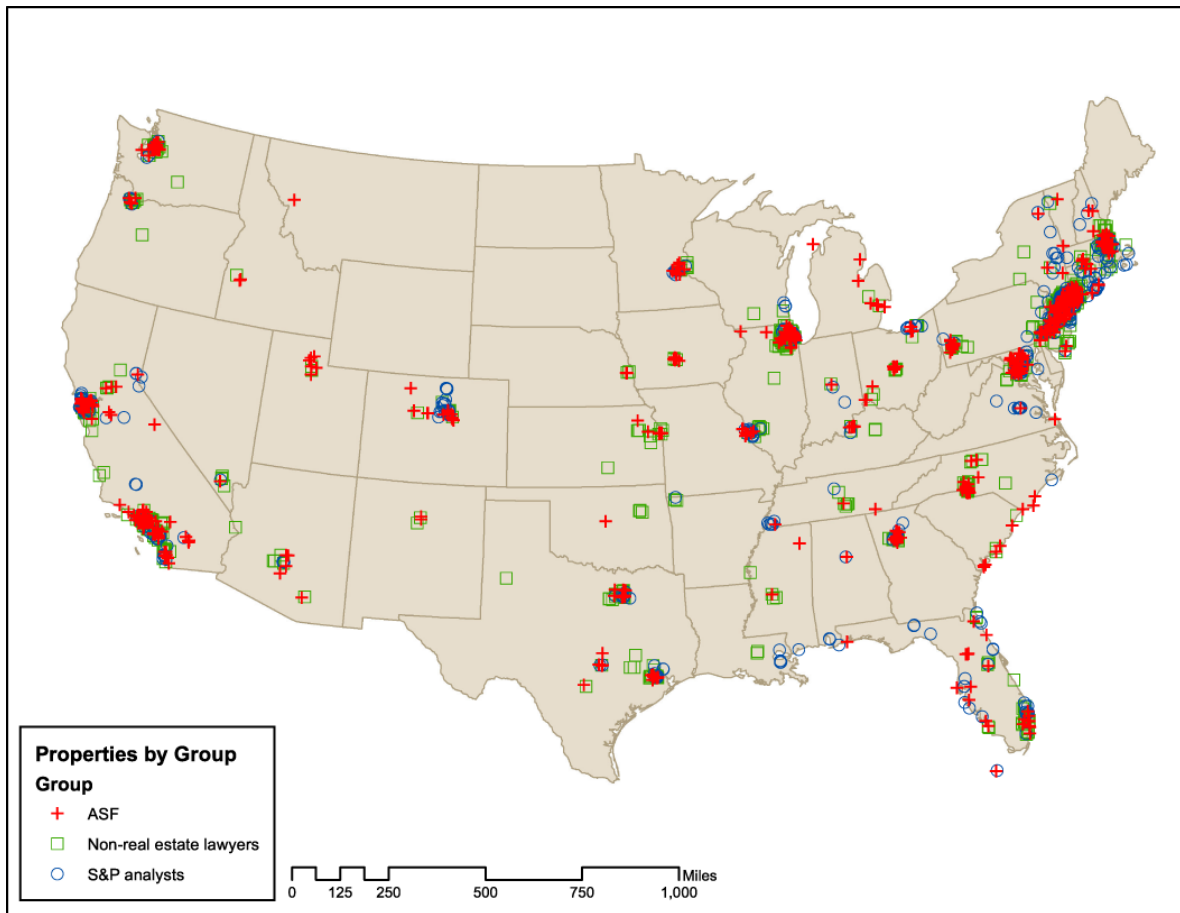 Properties by Group
Group
ASF
Non-real estate lawyers
S&P analysts
Miles
0 125 250 500 750 1,000